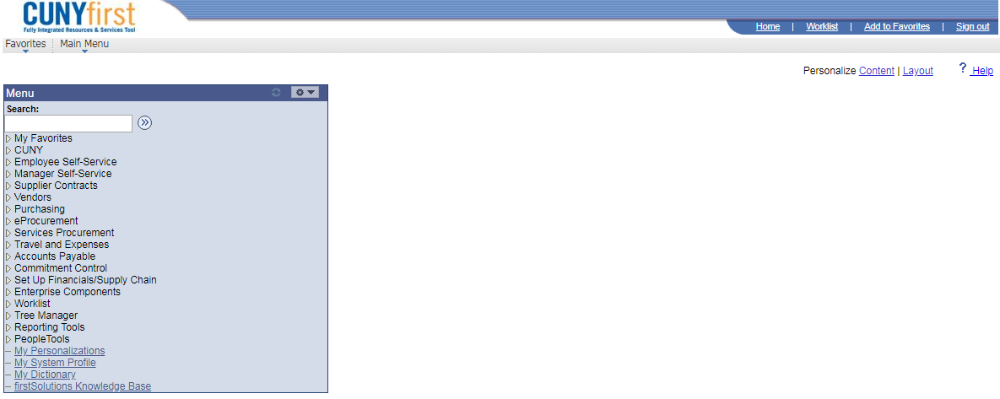 CUNYfirst
Fully Integrated Resources & Services Tool
Home | Worklist | Add to Favorites | Sign out
Favorites Main Menu
Personalize Content | Layout ? Help
Menu
Search:
My Favorites
CUNY
Employee Self-Service
Manager Self-Service
Supplier Contracts
Vendors
Purchasing
eProcurement
Services Procurement
Travel and Expenses
Accounts Payable
Commitment Control
Set Up Financials/Supply Chain
Enterprise Components
Worklist
Tree Manager
Reporting Tools
PeopleTools
My Personalizations
My System Profile
My Dictionary
firstSolutions Knowledge Base